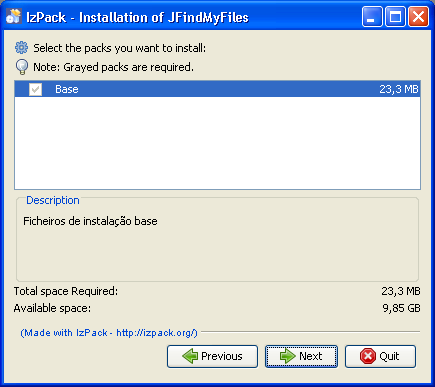 IzPack - Installation of JFindMyFiles
Select the packs you want to install:
Note: Grayed packs are required.
Base 23,3 MB
Description
Ficheiros de instalação base
Total space Required: 23,3 MB
Available space: 9,85 GB
(Made with IzPack - http://izpack.org/)
Previous Next Quit